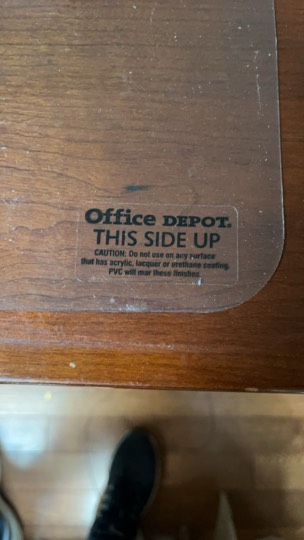 Office DEPOT.
THIS SIDE UP
CAUTION: Do not use on any surface
that has acrylic, lacquer or urethane coating.
PVC will mar these finishes.